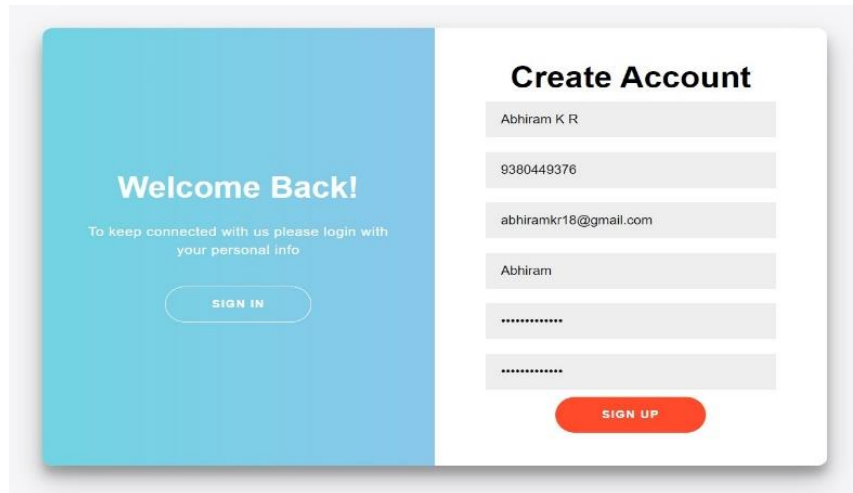 Welcome Back!
To keep connected with us please login with
your personal info
SIGN IN
Create Account
Abhiram K R
9380449376
abhiramkr18@gmail.com
Abhiram
•••••••••••••
•••••••••••••
SIGN UP